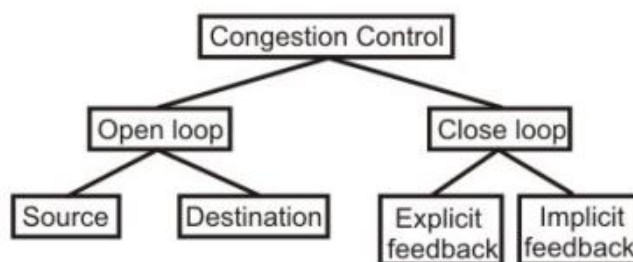 Congestion Control
Open loop
Close loop
Source
Destination
Explicit
feedback
Implicit
feedback